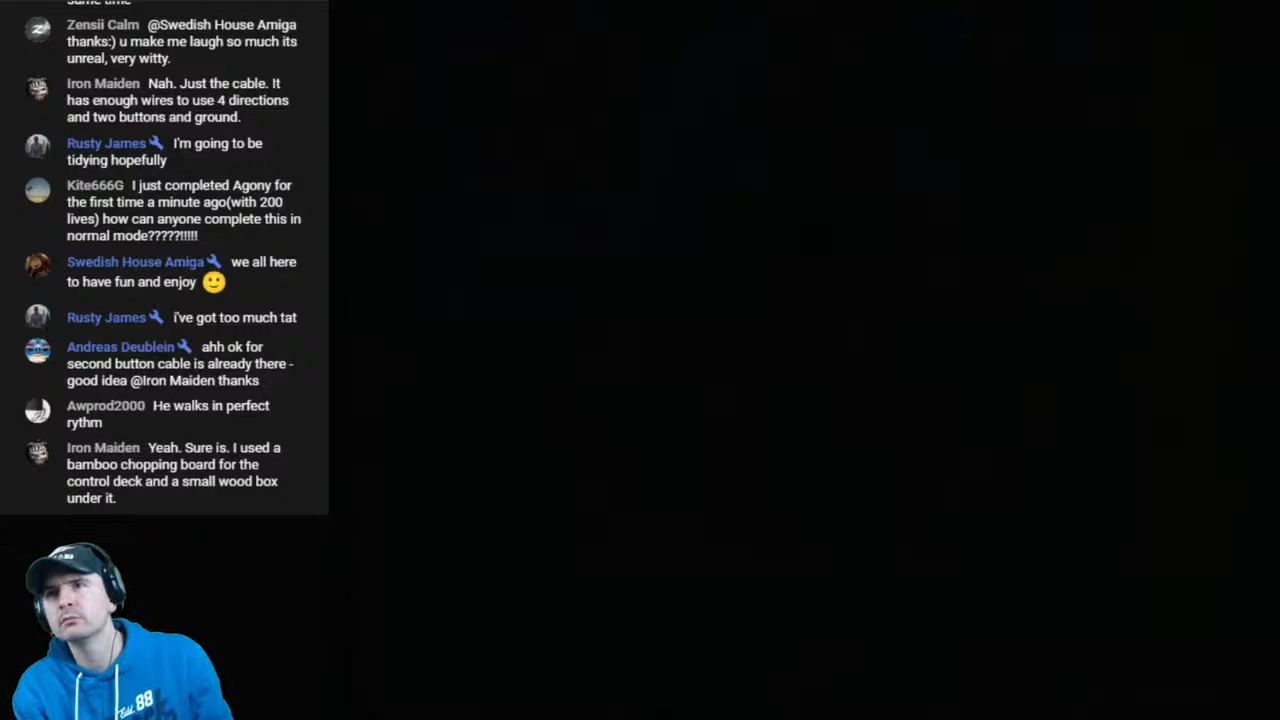 same time
Zensii Calm @Swedish House Amiga
thanks:) u make me laugh so much its
unreal, very witty.
Iron Maiden Nah. Just the cable. It
has enough wires to use 4 directions
and two buttons and ground.
Rusty James I'm going to be
tidying hopefully
Kite666G I just completed Agony for
the first time a minute ago(with 200
lives) how can anyone complete this in
normal mode?????!!!!!
Swedish House Amiga we all here
to have fun and enjoy
Rusty James i've got too much tat
Andreas Deublein ahh ok for
second button cable is already there -
good idea @Iron Maiden thanks
Awprod2000 He walks in perfect
rythm
Iron Maiden Yeah. Sure is. I used a
bamboo chopping board for the
control deck and a small wood box
under it.
88